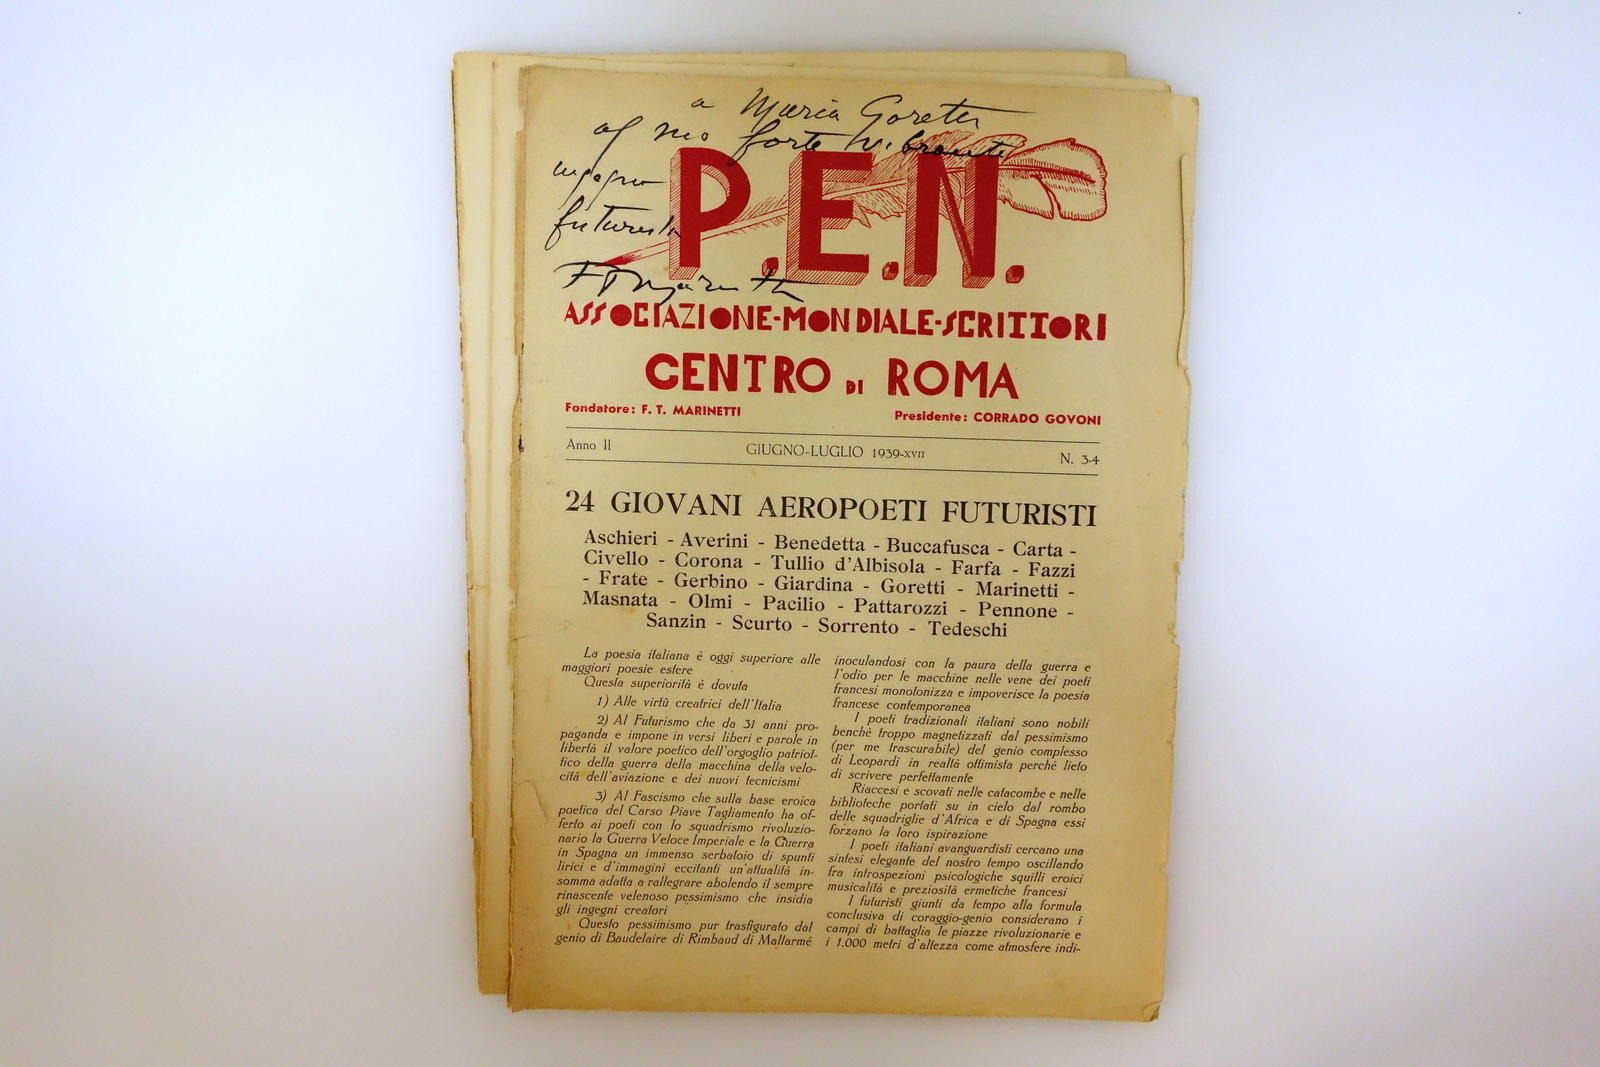 a Maria Goretti
al suo forte vibrante
ingegno
futurista
F T Marinetti
P.E.N.
ASSOCIAZIONE-MONDIALE-SCRITTORI
CENTRO DI ROMA
Fondatore: F. T. MARINETTI
Presidente: CORRADO GOVONI
Anno II
GIUGNO-LUGLIO 1939-XVII
N. 3-4
24 GIOVANI AEROPOETI FUTURISTI
Aschieri - Averini - Benedetta - Buccafusca - Carta -
Civello - Corona - Tullio d'Albisola - Farfa - Fazzi
- Frate - Gerbino - Giardina - Goretti - Marinetti -
Masnata - Olmi - Pacilio - Pattarozzi - Pennone -
Sanzin - Scurto - Sorrento - Tedeschi
La poesia italiana è oggi superiore alle
maggiori poesie estere
Questa superiorità è dovuta
1) Alle virtù creatrici dell'Italia
2) Al Futurismo che da 31 anni pro-
paganda e impone in versi liberi e parole in
libertà il valore poetico dell'orgoglio patriot-
tico della guerra della macchina della velo-
cità dell'aviazione e dei nuovi tecnicismi
3) Al Fascismo che sulla base eroica
poetica del Carso Piave Tagliamento ha of-
ferto ai poeti con lo squadrismo rivoluzio-
nario la Guerra Veloce Imperiale e la Guerra
in Spagna un immenso serbatoio di spunti
lirici e d'immagini eccitanti un'attualità in-
somma adatta a rallegrare abolendo il sempre
rinascente velenoso pessimismo che insidia
gli ingegni creatori
Questo pessimismo pur trasfigurato dal
genio di Baudelaire di Rimbaud di Mallarmé
inoculandosi con la paura della guerra e
l'odio per le macchine nelle vene dei poeti
francesi monotonizza e impoverisce la poesia
francese contemporanea
I poeti tradizionali italiani sono nobili
benchè troppo magnetizzati dal pessimismo
(per me trascurabile) del genio complesso
di Leopardi in realtà ottimista perchè lieto
di scrivere perfettamente
Riaccesi e scovati nelle catacombe e nelle
biblioteche portati su in cielo dal rombo
delle squadriglie d'Africa e di Spagna essi
forzano la loro ispirazione
I poeti italiani avanguardisti cercano una
sintesi elegante del nostro tempo oscillando
fra introspezioni psicologiche squilli eroici
musicalità e preziosità ermetiche francesi
I futuristi giunti da tempo alla formula
conclusiva di coraggio-genio considerano i
campi di battaglia le piazze rivoluzionarie e
i 1.000 metri d'altezza come atmosfere indi-